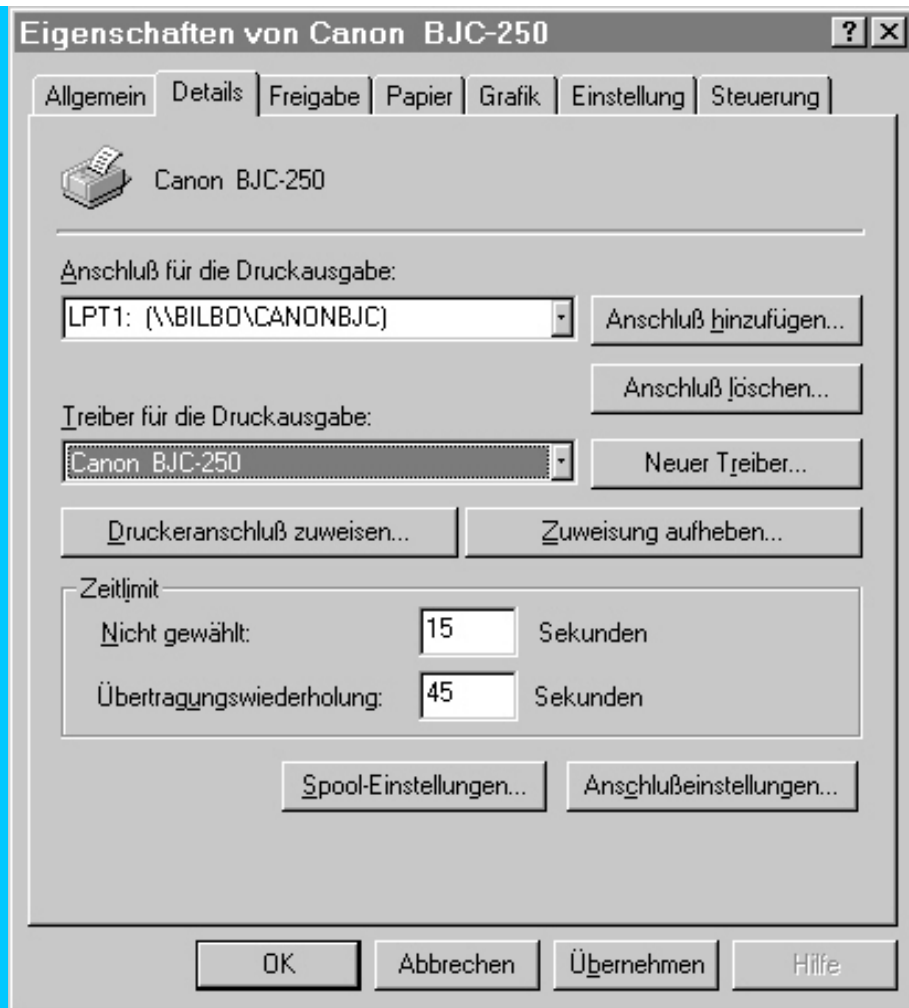 Eigenschaften von Canon BJC-250
Allgemein Details Freigabe Papier Grafik Einstellung Steuerung
Canon BJC-250
Anschluß für die Druckausgabe:
LPT1: (\\BILBO\CANONBJC) Anschluß hinzufügen...
Anschluß löschen...
Treiber für die Druckausgabe:
Canon BJC-250 Neuer Treiber...
Druckeranschluß zuweisen... Zuweisung aufheben...
Zeitlimit
Nicht gewählt: 15 Sekunden
Übertragungswiederholung: 45 Sekunden
Spool-Einstellungen... Anschlußeinstellungen...
OK Abbrechen Übernehmen Hilfe